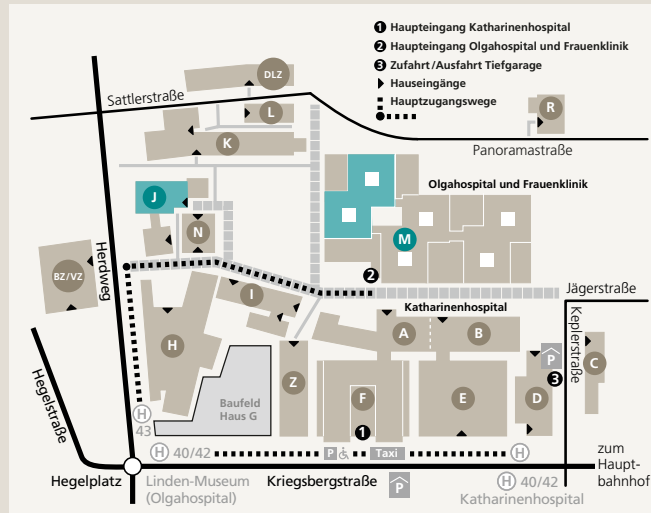 1 Haupteingang Katharinenhospital
2 Haupteingang Olgahospital und Frauenklinik
3 Zufahrt/Ausfahrt Tiefgarage
Hauseingänge
Hauptzugangswege
DLZ
Sattlerstraße
L
R
K
Panoramastraße
Olgahospital und Frauenklinik
J
N
M
BZ/VZ
Herdweg
2
I
Jägerstraße
Katharinenhospital
Keplerstraße
H
A
B
P
C
Z
3
Hegelstraße
Baufeld
Haus G
F
E
D
H
43
1
H 40/42
P
Taxi
H
zum
Haupt-
bahnhof
Hegelplatz
Linden-Museum
(Olgahospital)
Kriegsbergstraße
P
H 40/42
Katharinenhospital